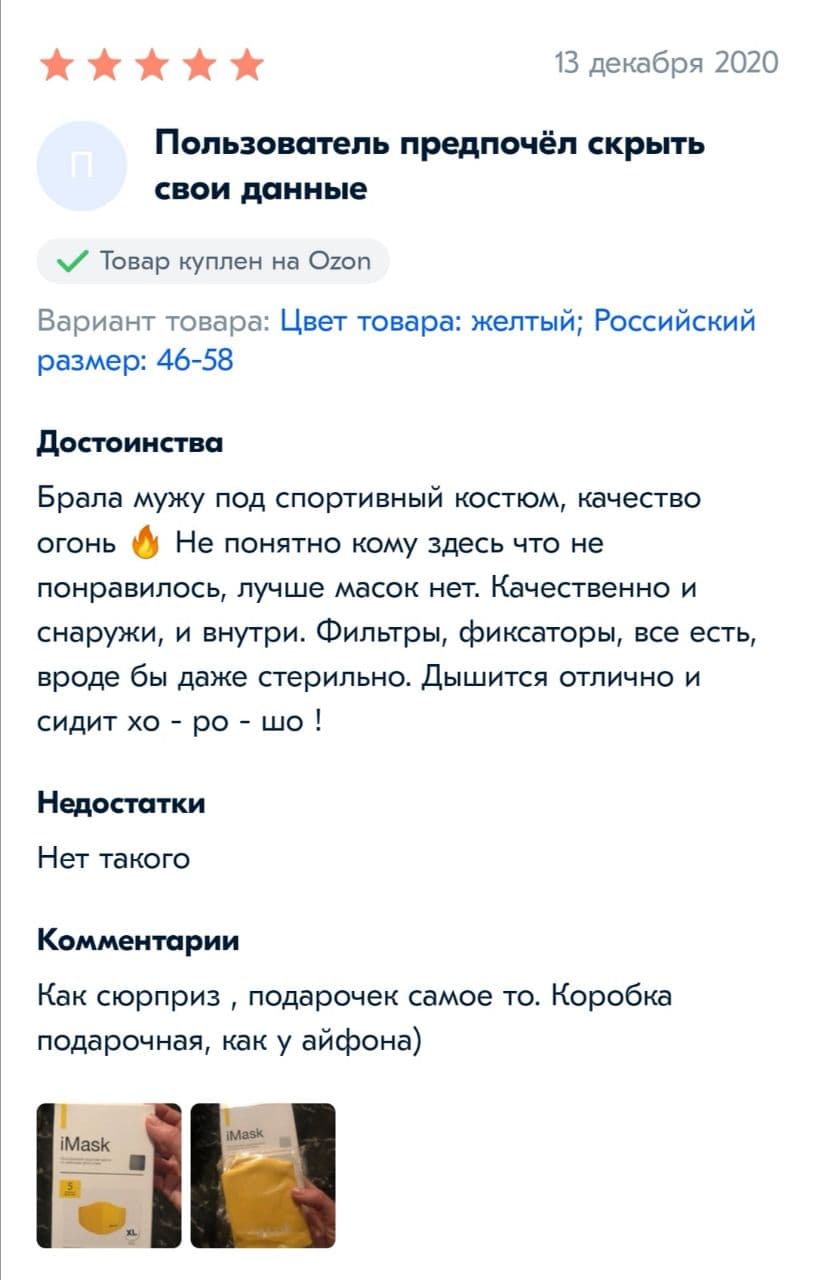 13 декабря 2020
П
Пользователь предпочёл скрыть
свои данные
Товар куплен на Ozon
Вариант товара: Цвет товара: желтый; Российский
размер: 46-58
Достоинства
Брала мужу под спортивный костюм, качество
огонь 🔥 Не понятно кому здесь что не
понравилось, лучше масок нет. Качественно и
снаружи, и внутри. Фильтры, фиксаторы, все есть,
вроде бы даже стерильно. Дышится отлично и
сидит хо - ро - шо !
Недостатки
Нет такого
Комментарии
Как сюрприз , подарочек самое то. Коробка
подарочная, как у айфона)
iMask
5
XL
iMask